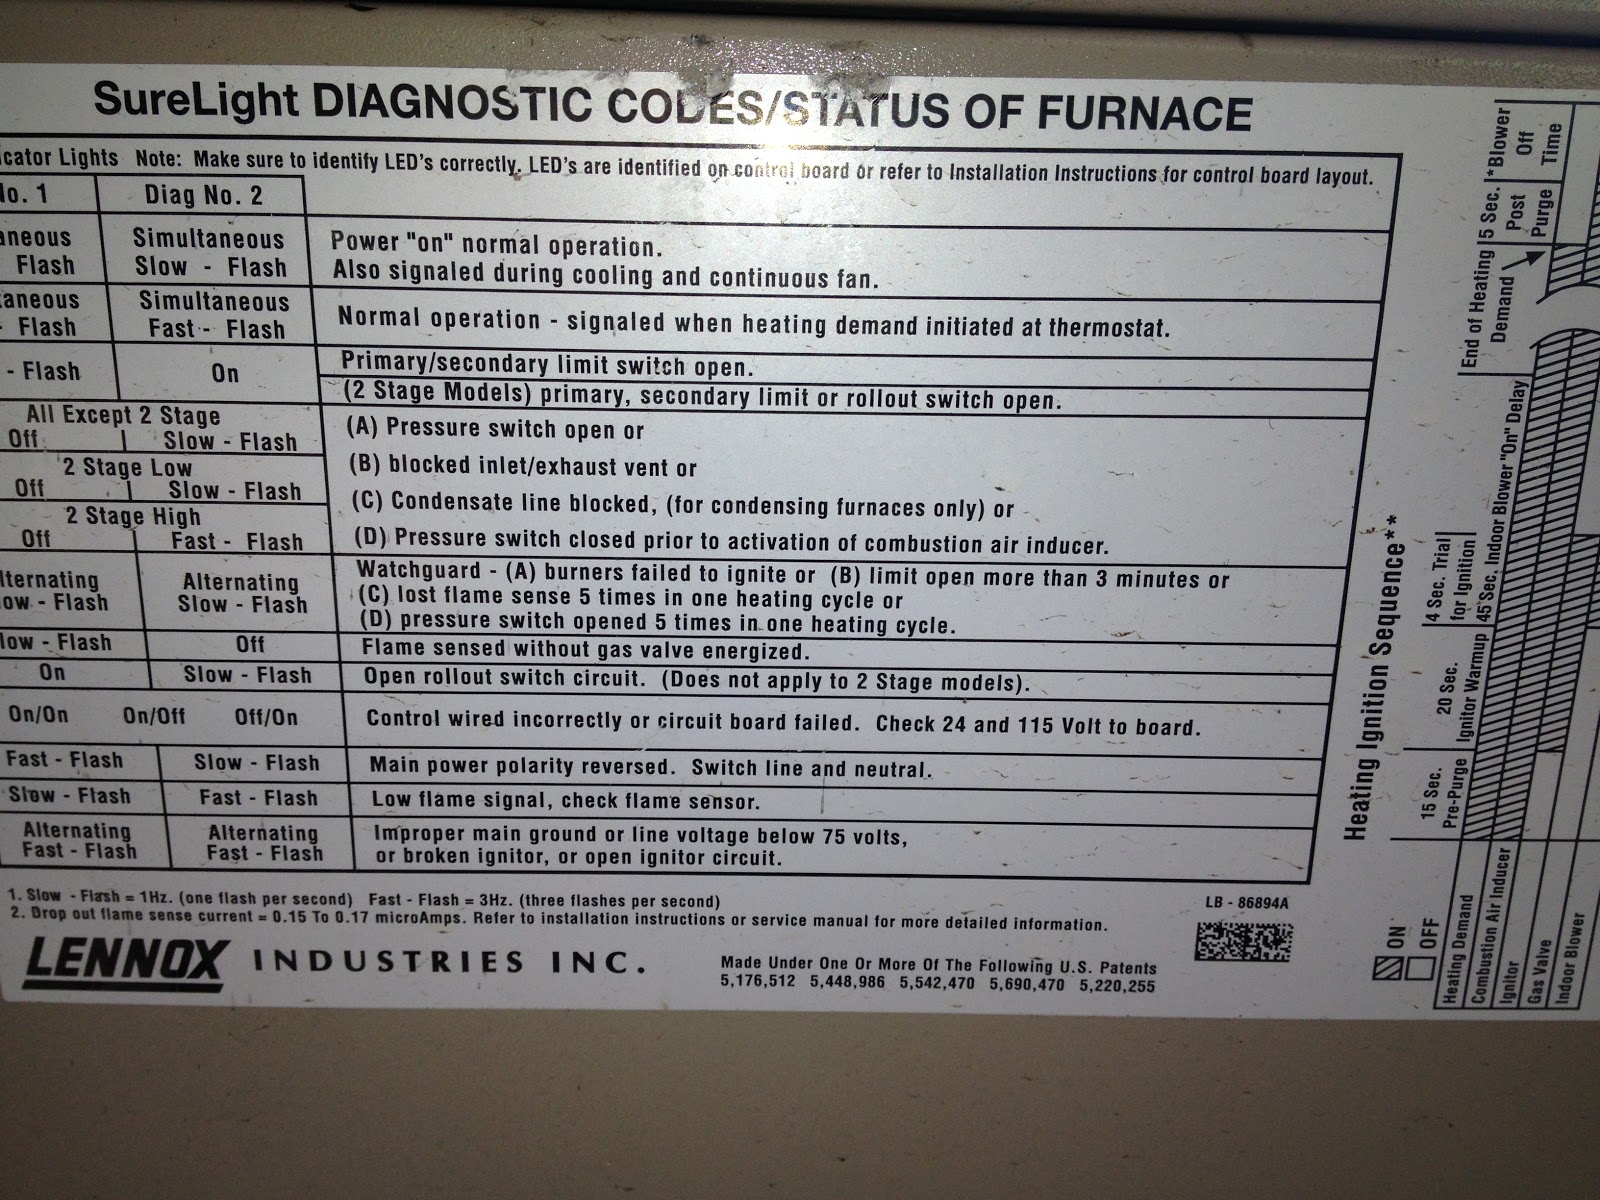 SureLight DIAGNOSTIC CODES/STATUS OF FURNACE
cator Lights Note: Make sure to identify LED's correctly. LED's are identified on control board or refer to Installation Instructions for control board layout.
o. 1 Diag No. 2
aneous Simultaneous
Flash Slow - Flash
Power "on" normal operation.
Also signaled during cooling and continuous fan.
aneous Simultaneous
- Flash Fast - Flash
Normal operation - signaled when heating demand initiated at thermostat.
- Flash On
Primary/secondary limit switch open.
(2 Stage Models) primary, secondary limit or rollout switch open.
All Except 2 Stage
Off Slow - Flash
2 Stage Low
Off Slow - Flash
2 Stage High
Off Fast - Flash
(A) Pressure switch open or
(B) blocked inlet/exhaust vent or
(C) Condensate line blocked, (for condensing furnaces only) or
(D) Pressure switch closed prior to activation of combustion air inducer.
lternating Alternating
ow - Flash Slow - Flash
Watchguard - (A) burners failed to ignite or (B) limit open more than 3 minutes or
(C) lost flame sense 5 times in one heating cycle or
(D) pressure switch opened 5 times in one heating cycle.
low - Flash Off Flame sensed without gas valve energized.
On Slow - Flash Open rollout switch circuit. (Does not apply to 2 Stage models).
On/On On/Off Off/On Control wired incorrectly or circuit board failed. Check 24 and 115 Volt to board.
Fast - Flash Slow - Flash Main power polarity reversed. Switch line and neutral.
Slow - Flash Fast - Flash Low flame signal, check flame sensor.
Alternating Alternating
Fast - Flash Fast - Flash
Improper main ground or line voltage below 75 volts,
or broken ignitor, or open ignitor circuit.
1. Slow - Flash = 1Hz. (one flash per second) Fast - Flash = 3Hz. (three flashes per second)
2. Drop out flame sense current = 0.15 To 0.17 microAmps. Refer to installation instructions or service manual for more detailed information.
LB - 86894A
LENNOX INDUSTRIES INC.
Made Under One Or More Of The Following U.S. Patents
5,176,512 5,448,986 5,542,470 5,690,470 5,220,255
Heating Ignition Sequence**
ON
OFF
15 Sec.
Pre-Purge
20 Sec.
Ignitor Warmup
4 Sec. Trial
for Ignition
45 Sec. Indoor Blower "On" Delay
End of Heating
Demand
5 Sec.
Post
Purge
*Blower
Off
Time
Heating Demand
Combustion Air Inducer
Ignitor
Gas Valve
Indoor Blower